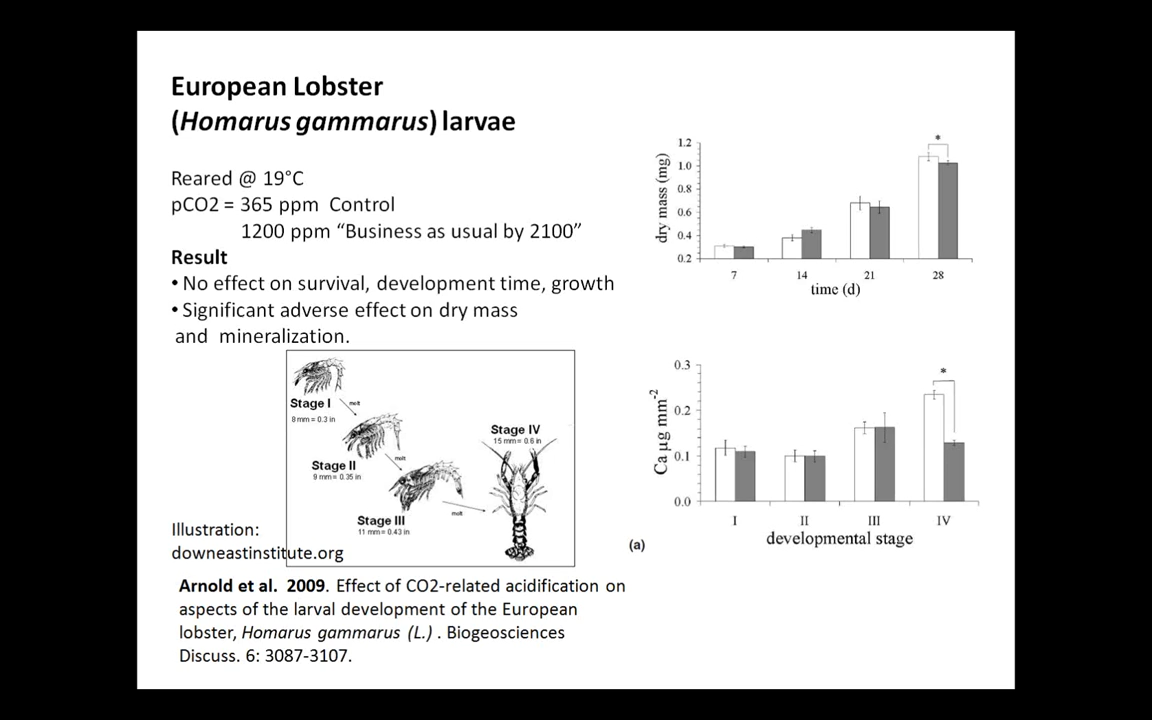 European Lobster
(Homarus gammarus) larvae
Reared @ 19°C
pCO2 = 365 ppm Control
1200 ppm “Business as usual by 2100”
Result
• No effect on survival, development time, growth
• Significant adverse effect on dry mass
and mineralization.
Stage I
8 mm = 0.3 in
molt
Stage II
9 mm = 0.35 in
molt
Stage III
11 mm = 0.43 in
molt
Stage IV
15 mm = 0.6 in
Illustration:
downeastinstitute.org
Arnold et al. 2009. Effect of CO2-related acidification on
aspects of the larval development of the European
lobster, Homarus gammarus (L.) . Biogeosciences
Discuss. 6: 3087-3107.
dry mass (mg)
1.2
1.0
0.8
0.6
0.4
0.2
*
7 14 21 28
time (d)
Ca µg mm-2
0.3
0.2
0.1
0.0
*
I II III IV
developmental stage
(a)